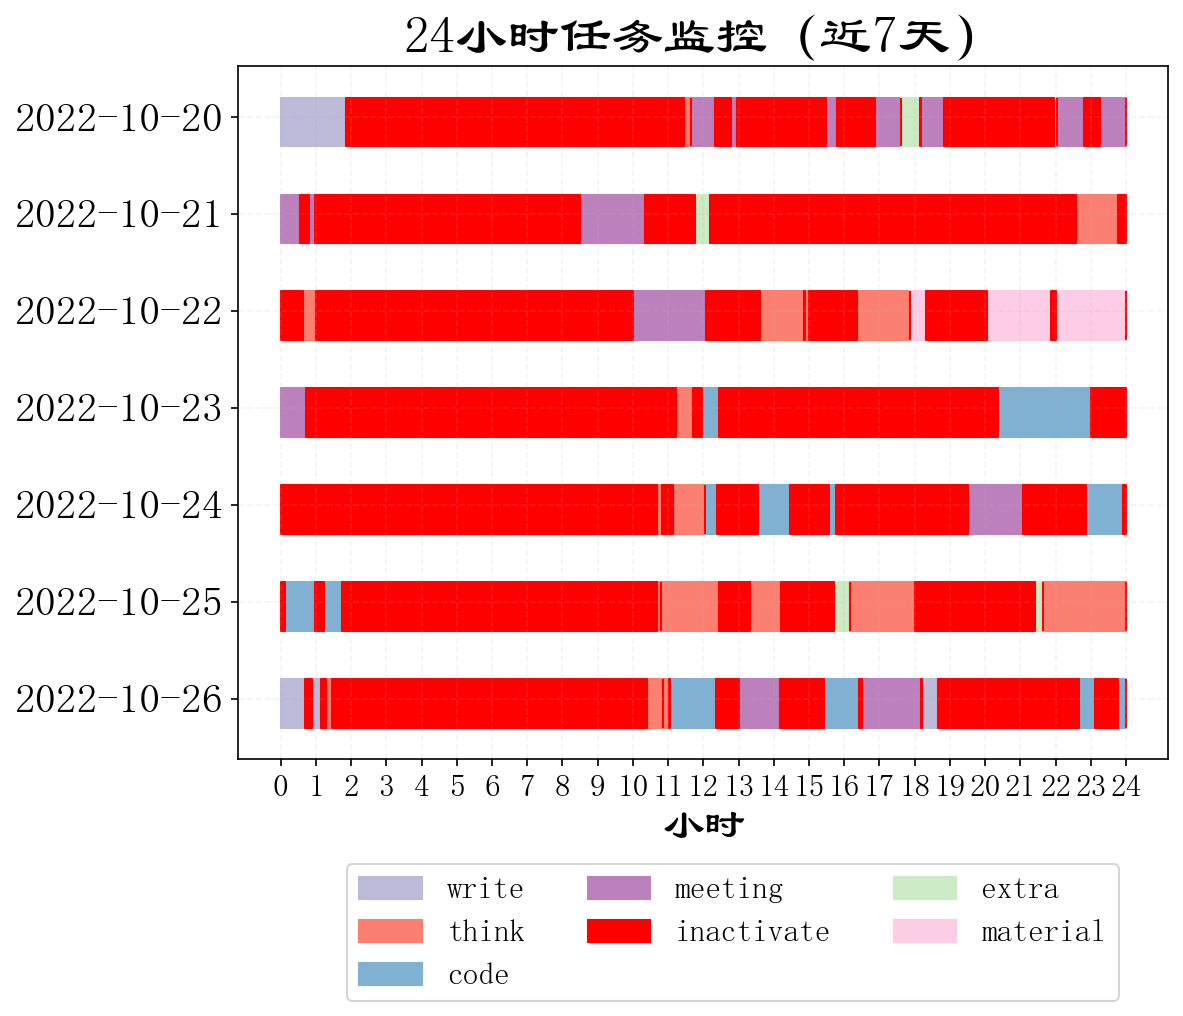 24小时任务监控 (近7天)
2022-10-20
2022-10-21
2022-10-22
2022-10-23
2022-10-24
2022-10-25
2022-10-26
0 1 2 3 4 5 6 7 8 9 10 11 12 13 14 15 16 17 18 19 20 21 22 23 24
小时
write meeting extra
think inactivate material
code